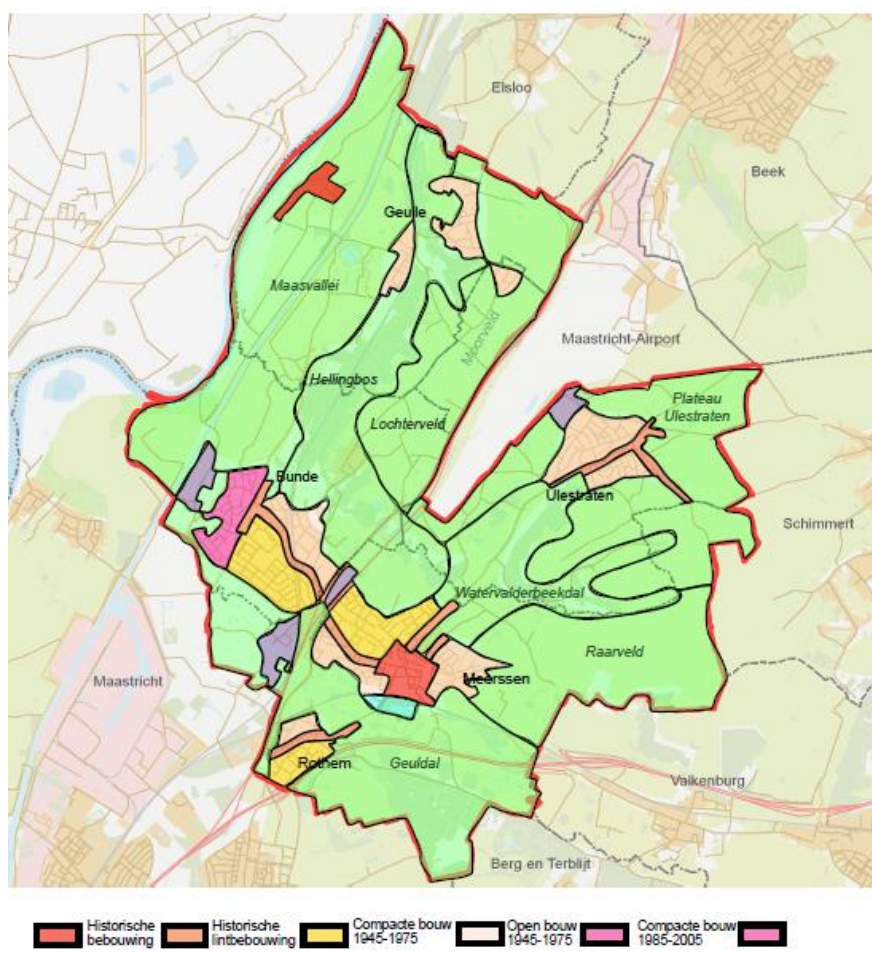 Elsloo
Beek
Geulle
Maasvallei
Moorveld
Maastricht-Airport
Hellingbos
Plateau
Ulestraten
Lochterveld
Bunde
Ulestraten
Schimmert
Watervalderbeekdal
Raarveld
Maastricht
Meerssen
Rothem
Geuldal
Valkenburg
Berg en Terblijt
Historische
bebouwing
Historische
lintbebouwing
Compacte bouw
1945-1975
Open bouw
1945-1975
Compacte bouw
1985-2005